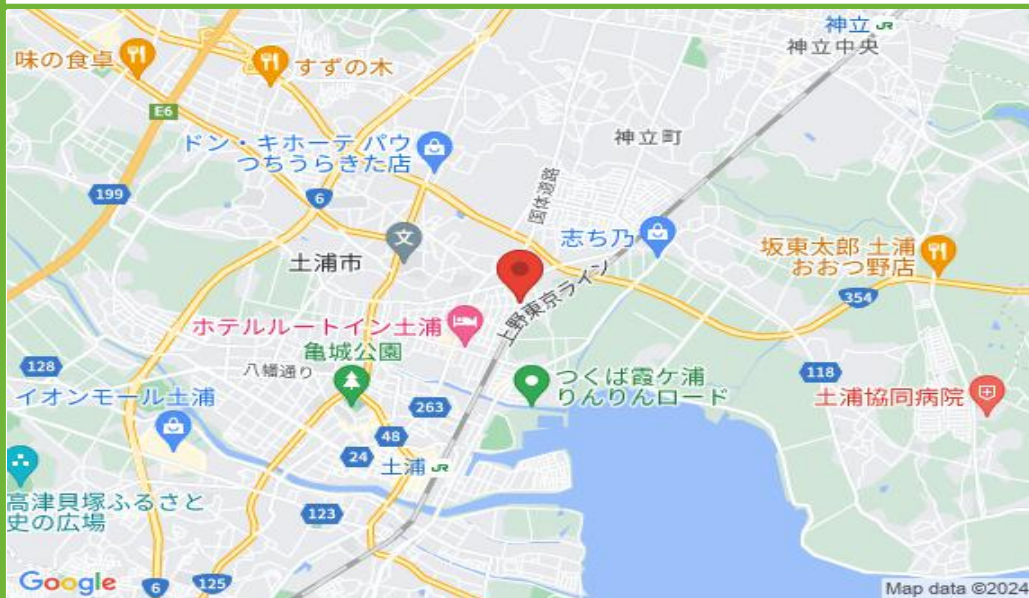 神立 JR
神立中央
味の食卓
すずの木
E6
ドン・キホーテ パウ
つちうらきた店
神立町
国体道路
199
6
文
志ち乃
坂東太郎 土浦
おおつ野店
土浦市
上野東京ライン
354
ホテルルートイン土浦
亀城公園
128
八幡通り
118
イオンモール土浦
つくば霞ケ浦
りんりんロード
土浦協同病院
263
48
24
土浦 JR
高津貝塚ふるさと
史の広場
123
Google
6
125
Map data ©2024